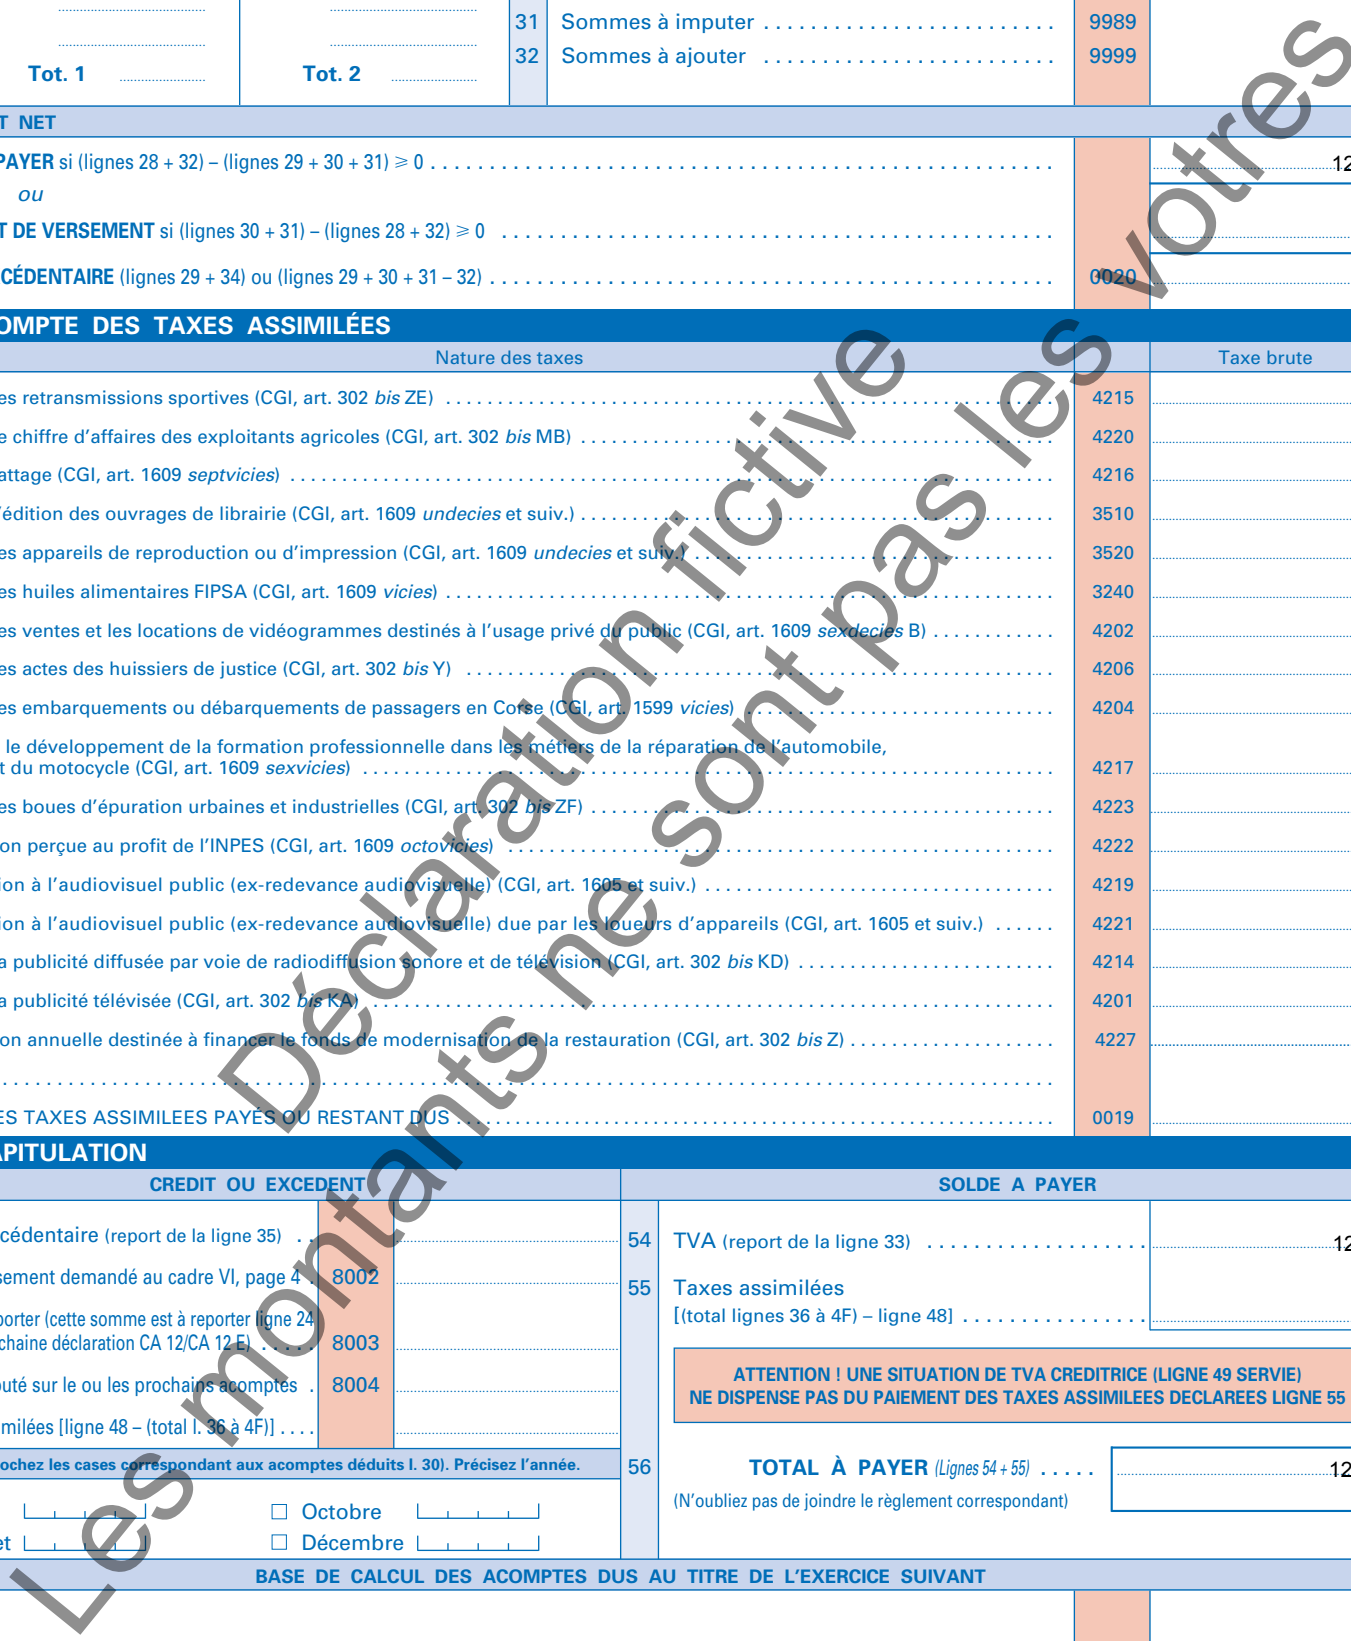 31 Sommes à imputer 9989
32 Sommes à ajouter 9999
Tot. 1 Tot. 2
T NET
PAYER si (lignes 28 + 32) – (lignes 29 + 30 + 31) ⩾ 0 12
ou
T DE VERSEMENT si (lignes 30 + 31) – (lignes 28 + 32) ⩾ 0
CÉDENTAIRE (lignes 29 + 34) ou (lignes 29 + 30 + 31 – 32) 0020
OMPTE DES TAXES ASSIMILÉES
Nature des taxes Taxe brute
es retransmissions sportives (CGI, art. 302 bis ZE) 4215
e chiffre d'affaires des exploitants agricoles (CGI, art. 302 bis MB) 4220
attage (CGI, art. 1609 septvicies) 4216
'édition des ouvrages de librairie (CGI, art. 1609 undecies et suiv.) 3510
es appareils de reproduction ou d'impression (CGI, art. 1609 undecies et suiv.) 3520
es huiles alimentaires FIPSA (CGI, art. 1609 vicies) 3240
es ventes et les locations de vidéogrammes destinés à l'usage privé du public (CGI, art. 1609 sexdecies B) 4202
es actes des huissiers de justice (CGI, art. 302 bis Y) 4206
es embarquements ou débarquements de passagers en Corse (CGI, art. 1599 vicies) 4204
le développement de la formation professionnelle dans les métiers de la réparation de l'automobile,
t du motocycle (CGI, art. 1609 sexvicies) 4217
es boues d'épuration urbaines et industrielles (CGI, art. 302 bis ZF) 4223
on perçue au profit de l'INPES (CGI, art. 1609 octovicies) 4222
ion à l'audiovisuel public (ex-redevance audiovisuelle) (CGI, art. 1605 et suiv.) 4219
ion à l'audiovisuel public (ex-redevance audiovisuelle) due par les loueurs d'appareils (CGI, art. 1605 et suiv.) 4221
a publicité diffusée par voie de radiodiffusion sonore et de télévision (CGI, art. 302 bis KD) 4214
a publicité télévisée (CGI, art. 302 bis KA) 4201
on annuelle destinée à financer le fonds de modernisation de la restauration (CGI, art. 302 bis Z) 4227
ES TAXES ASSIMILEES PAYÉS OU RESTANT DUS 0019
APITULATION
CREDIT OU EXCEDENT SOLDE A PAYER
cédentaire (report de la ligne 35) 54 TVA (report de la ligne 33) 12
sement demandé au cadre VI, page 4 8002 55 Taxes assimilées
porter (cette somme est à reporter ligne 24 [(total lignes 36 à 4F) – ligne 48]
chaine déclaration CA 12/CA 12 E) 8003
ATTENTION ! UNE SITUATION DE TVA CREDITRICE (LIGNE 49 SERVIE)
uté sur le ou les prochains acomptes 8004 NE DISPENSE PAS DU PAIEMENT DES TAXES ASSIMILEES DECLAREES LIGNE 55
milées [ligne 48 – (total l. 36 à 4F)]
ochez les cases correspondant aux acomptes déduits l. 30). Précisez l'année. 56 TOTAL À PAYER (Lignes 54 + 55) 12
(N'oubliez pas de joindre le règlement correspondant)
Octobre
et Décembre
BASE DE CALCUL DES ACOMPTES DUS AU TITRE DE L'EXERCICE SUIVANT
Déclaration fictive
Les montants ne sont pas les votres